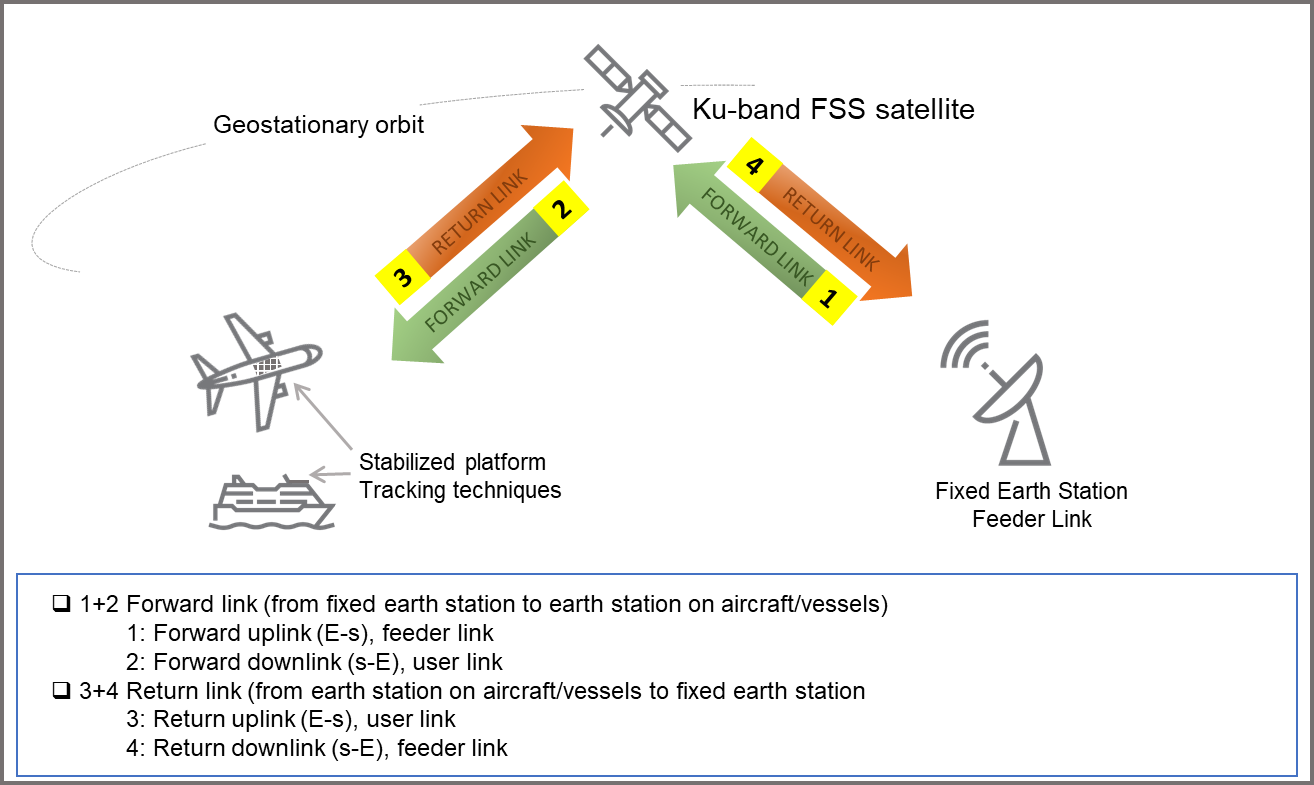 Geostationary orbit
Ku-band FSS satellite
3 RETURN LINK
FORWARD LINK 2
4 RETURN LINK
FORWARD LINK 1
Stabilized platform
Tracking techniques
Fixed Earth Station
Feeder Link
❑ 1+2 Forward link (from fixed earth station to earth station on aircraft/vessels)
1: Forward uplink (E-s), feeder link
2: Forward downlink (s-E), user link
❑ 3+4 Return link (from earth station on aircraft/vessels to fixed earth station
3: Return uplink (E-s), user link
4: Return downlink (s-E), feeder link